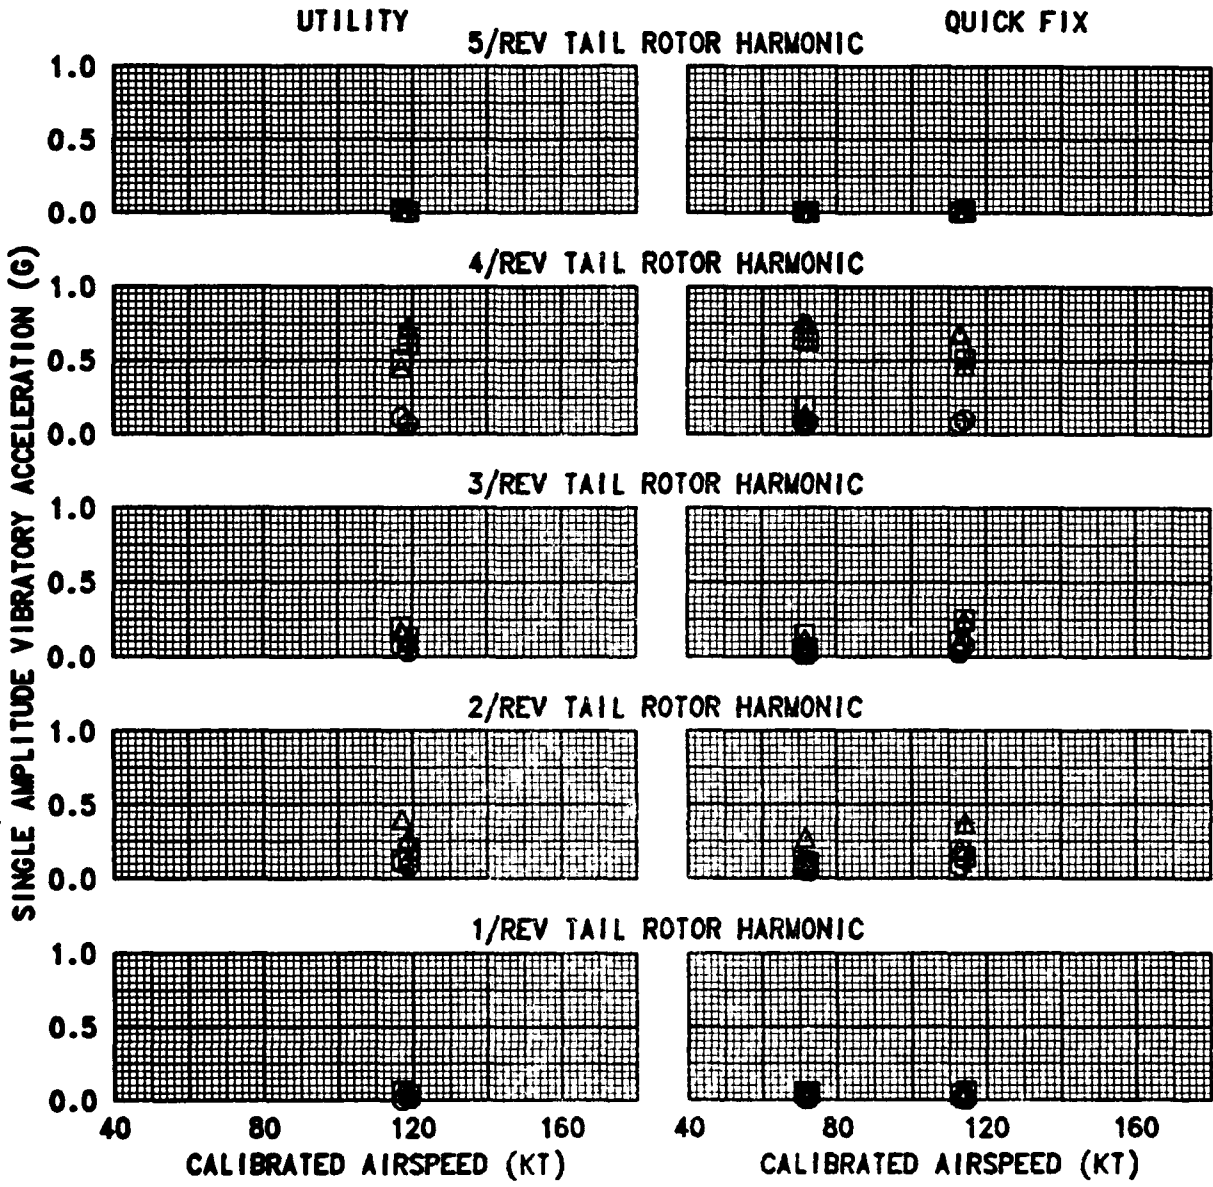 UTILITY QUICK FIX
5/REV TAIL ROTOR HARMONIC
1.0
0.5
0.0
4/REV TAIL ROTOR HARMONIC
1.0
0.5
0.0
3/REV TAIL ROTOR HARMONIC
1.0
0.5
0.0
2/REV TAIL ROTOR HARMONIC
1.0
0.5
0.0
1/REV TAIL ROTOR HARMONIC
1.0
0.5
0.0
SINGLE AMPLITUDE VIBRATORY ACCELERATION (G)
40 80 120 160 40 80 120 160
CALIBRATED AIRSPEED (KT) CALIBRATED AIRSPEED (KT)